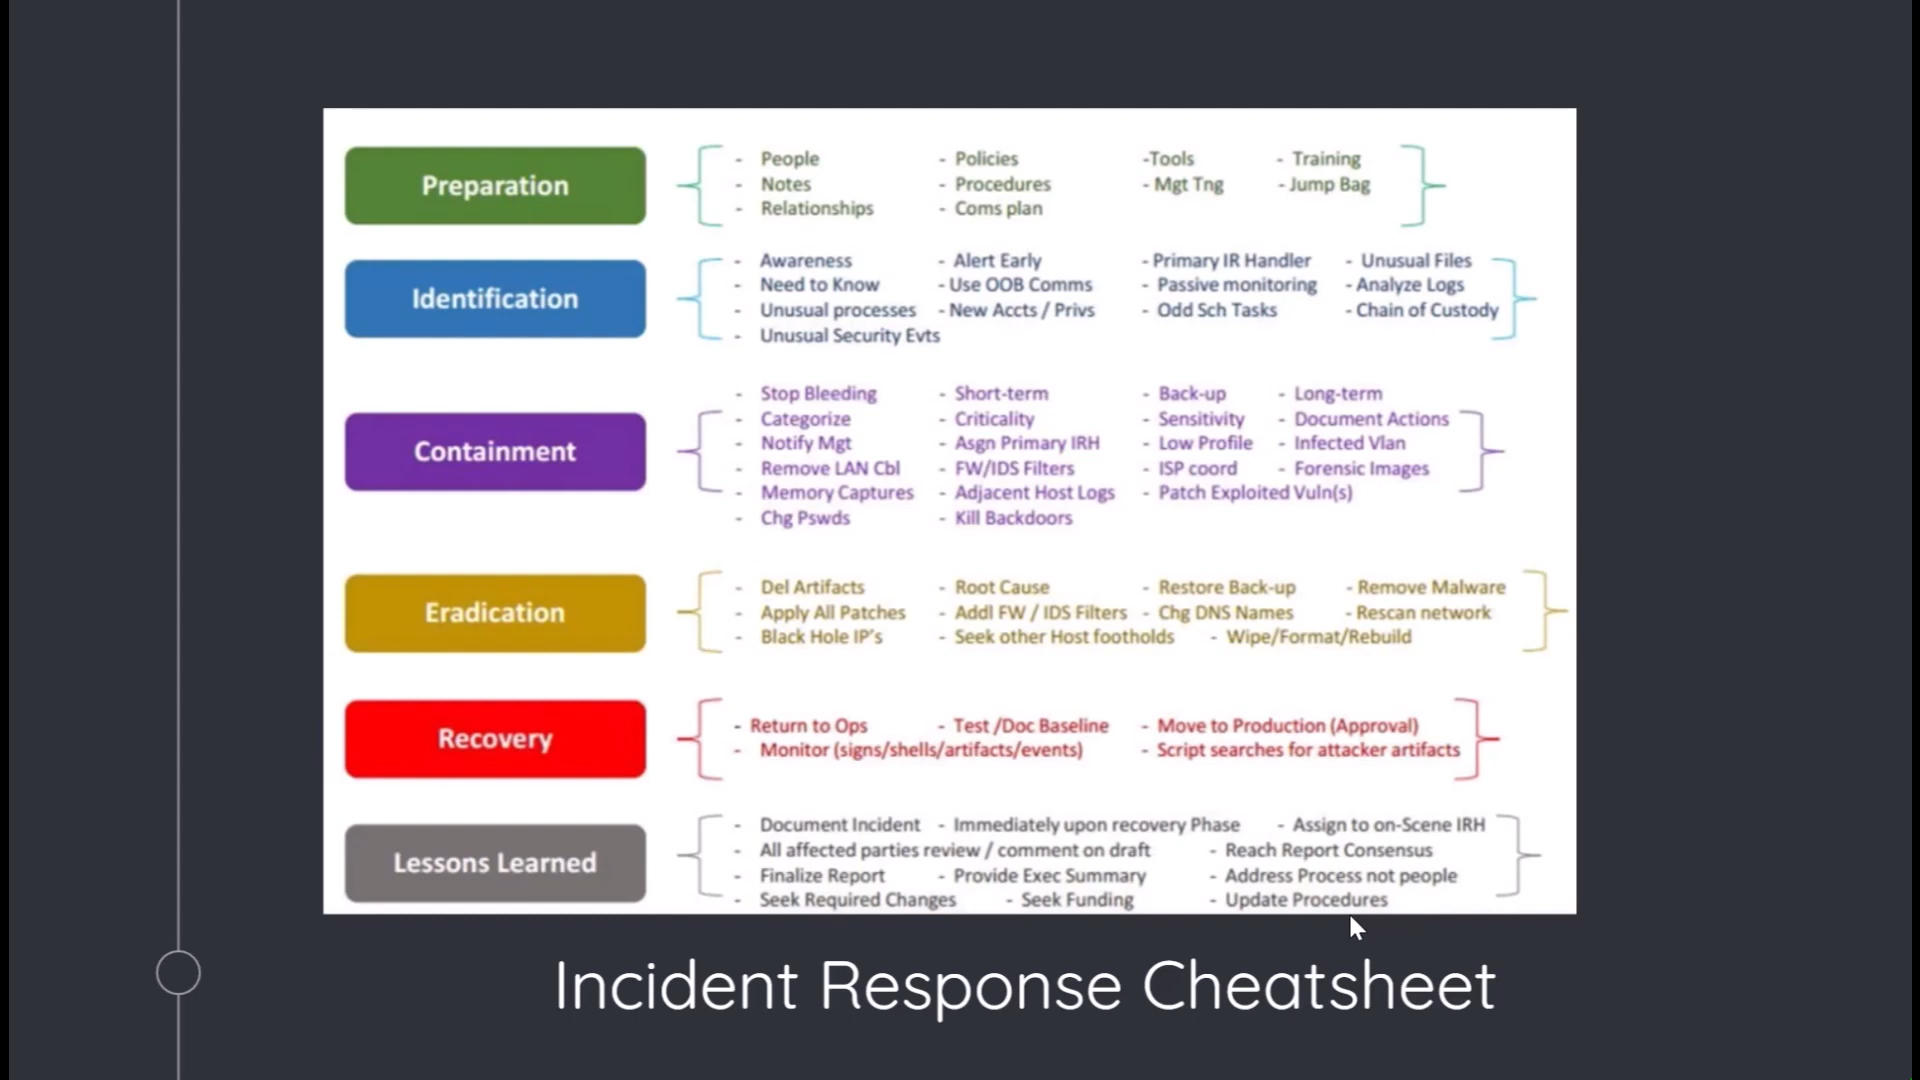 Preparation
- People - Policies -Tools - Training
- Notes - Procedures - Mgt Tng - Jump Bag
- Relationships - Coms plan
Identification
- Awareness - Alert Early - Primary IR Handler - Unusual Files
- Need to Know - Use OOB Comms - Passive monitoring - Analyze Logs
- Unusual processes - New Accts / Privs - Odd Sch Tasks - Chain of Custody
- Unusual Security Evts
Containment
- Stop Bleeding - Short-term - Back-up - Long-term
- Categorize - Criticality - Sensitivity - Document Actions
- Notify Mgt - Asgn Primary IRH - Low Profile - Infected Vlan
- Remove LAN Cbl - FW/IDS Filters - ISP coord - Forensic Images
- Memory Captures - Adjacent Host Logs - Patch Exploited Vuln(s)
- Chg Pswds - Kill Backdoors
Eradication
- Del Artifacts - Root Cause - Restore Back-up - Remove Malware
- Apply All Patches - Addl FW / IDS Filters - Chg DNS Names - Rescan network
- Black Hole IP's - Seek other Host footholds - Wipe/Format/Rebuild
Recovery
- Return to Ops - Test /Doc Baseline - Move to Production (Approval)
- Monitor (signs/shells/artifacts/events) - Script searches for attacker artifacts
Lessons Learned
- Document Incident - Immediately upon recovery Phase - Assign to on-Scene IRH
- All affected parties review / comment on draft - Reach Report Consensus
- Finalize Report - Provide Exec Summary - Address Process not people
- Seek Required Changes - Seek Funding - Update Procedures
Incident Response Cheatsheet